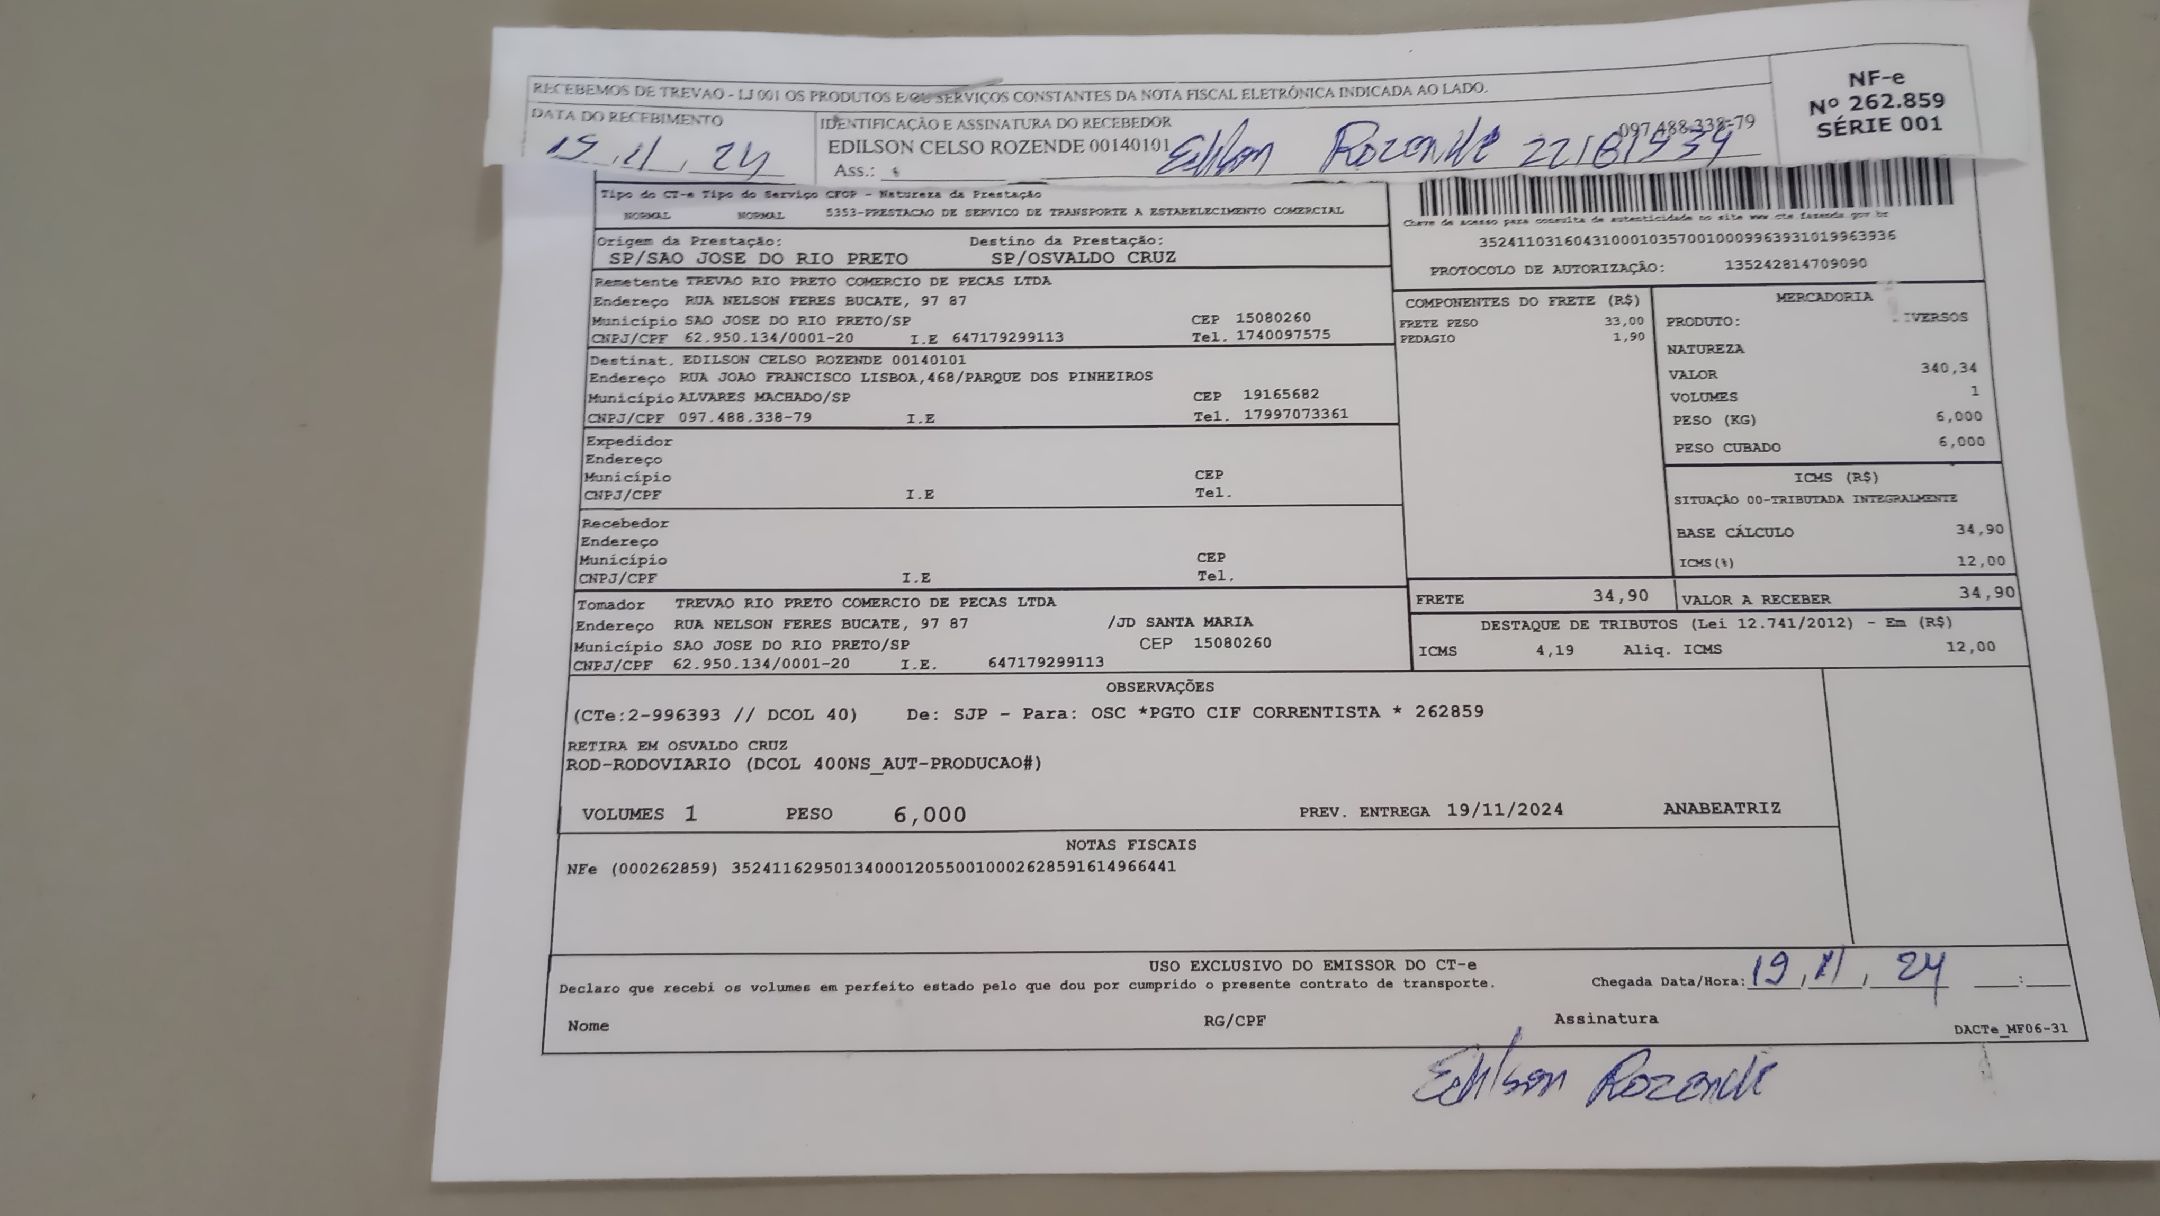 RECEBEMOS DE TREVAO - LJ 001 OS PRODUTOS E/OU SERVIÇOS CONSTANTES DA NOTA FISCAL ELETRÔNICA INDICADA AO LADO.
NF-e
Nº 262.859
SÉRIE 001
DATA DO RECEBIMENTO
19 , 11 , 24
IDENTIFICAÇÃO E ASSINATURA DO RECEBEDOR
097.488.338-79
EDILSON CELSO ROZENDE 00140101
Edilson Rozende
Ass.:
Tipo do CT-e Tipo do Serviço CFOP - Natureza da Prestação
NORMAL NORMAL 5353-PRESTACAO DE SERVICO DE TRANSPORTE A ESTABELECIMENTO COMERCIAL
Chave de acesso para consulta de autenticidade no site www.cte.fazenda.gov.br
35241103160431000103570010009963931019963936
PROTOCOLO DE AUTORIZAÇÃO: 135242814709090
Origem da Prestação: Destino da Prestação:
SP/SAO JOSE DO RIO PRETO SP/OSVALDO CRUZ
Remetente TREVAO RIO PRETO COMERCIO DE PECAS LTDA
Endereço RUA NELSON FERES BUCATE, 97 87
Município SAO JOSE DO RIO PRETO/SP CEP 15080260
CNPJ/CPF 62.950.134/0001-20 I.E 647179299113 Tel. 1740097575
Destinat. EDILSON CELSO ROZENDE 00140101
Endereço RUA JOAO FRANCISCO LISBOA,468/PARQUE DOS PINHEIROS
Município ALVARES MACHADO/SP CEP 19165682
CNPJ/CPF 097.488.338-79 I.E Tel. 17997073361
Expedidor
Endereço
Município CEP
CNPJ/CPF I.E Tel.
Recebedor
Endereço
Município CEP
CNPJ/CPF I.E Tel.
Tomador TREVAO RIO PRETO COMERCIO DE PECAS LTDA
Endereço RUA NELSON FERES BUCATE, 97 87 /JD SANTA MARIA
Município SAO JOSE DO RIO PRETO/SP CEP 15080260
CNPJ/CPF 62.950.134/0001-20 I.E. 647179299113
COMPONENTES DO FRETE (R$)
FRETE PESO 33,00
PEDAGIO 1,90
MERCADORIA
PRODUTO: IVERSOS
NATUREZA
VALOR 340,34
VOLUMES 1
PESO (KG) 6,000
PESO CUBADO 6,000
ICMS (R$)
SITUAÇÃO 00-TRIBUTADA INTEGRALMENTE
BASE CÁLCULO 34,90
ICMS(%) 12,00
FRETE 34,90 VALOR A RECEBER 34,90
DESTAQUE DE TRIBUTOS (Lei 12.741/2012) - Em (R$)
ICMS 4,19 Aliq. ICMS 12,00
OBSERVAÇÕES
(CTe:2-996393 // DCOL 40) De: SJP - Para: OSC *PGTO CIF CORRENTISTA * 262859
RETIRA EM OSVALDO CRUZ
ROD-RODOVIARIO (DCOL 400NS_AUT-PRODUCAO#)
VOLUMES 1 PESO 6,000 PREV. ENTREGA 19/11/2024 ANABEATRIZ
NOTAS FISCAIS
NFe (000262859) 35241162950134000120550010002628591614966441
USO EXCLUSIVO DO EMISSOR DO CT-e
Declaro que recebi os volumes em perfeito estado pelo que dou por cumprido o presente contrato de transporte.
Chegada Data/Hora: 19 , 11 , 24 __:__
Nome RG/CPF Assinatura
DACTe_MF06-31
Edilson Rozende